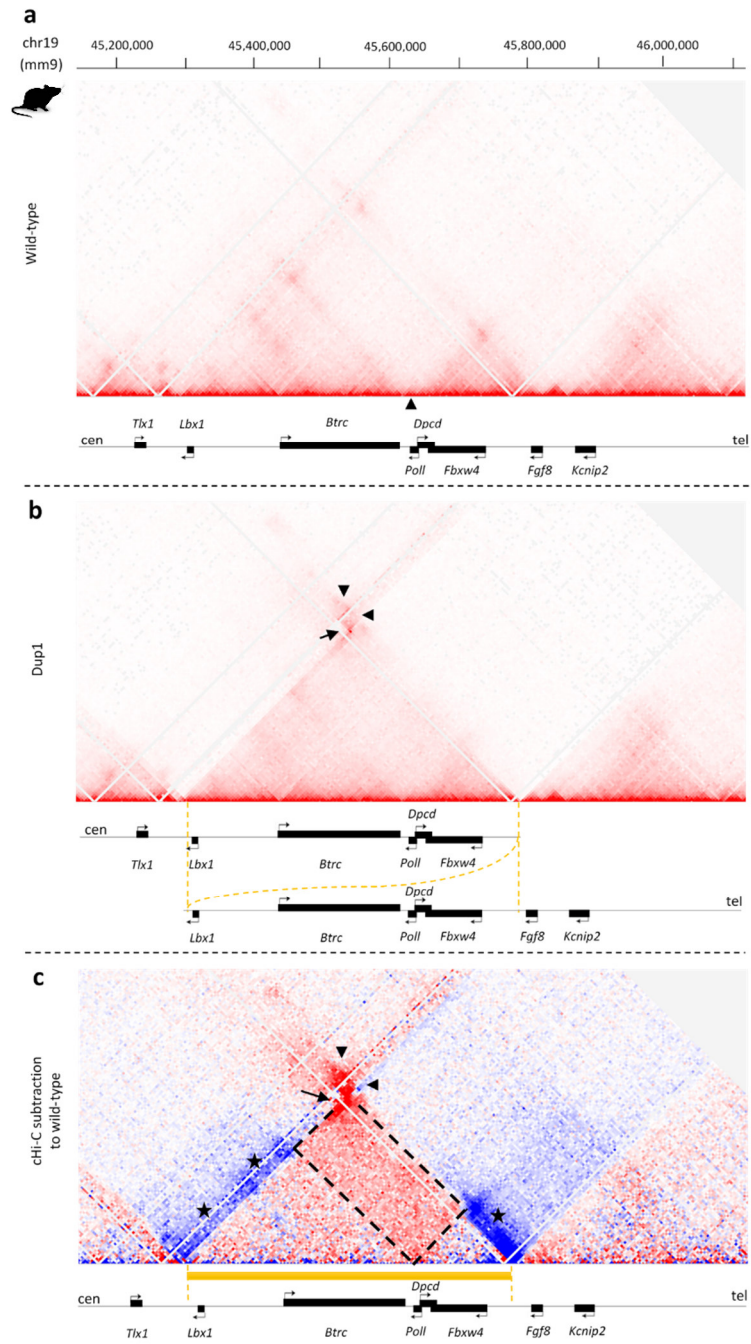 a
chr19 (mm9)
45,200,000 45,400,000 45,600,000 45,800,000 46,000,000
Wild-type
Tlx1 Lbx1 Btrc Dpcd
cen tel
Poll Fbxw4 Fgf8 Kcnip2
b
Dup1
Dpcd
cen
Tlx1 Lbx1 Btrc Poll Fbxw4
Dpcd
tel
Lbx1 Btrc Poll Fbxw4 Fgf8 Kcnip2
c
cHi-C subtraction
to wild-type
Dpcd
cen tel
Tlx1 Lbx1 Btrc Poll Fbxw4 Fgf8 Kcnip2